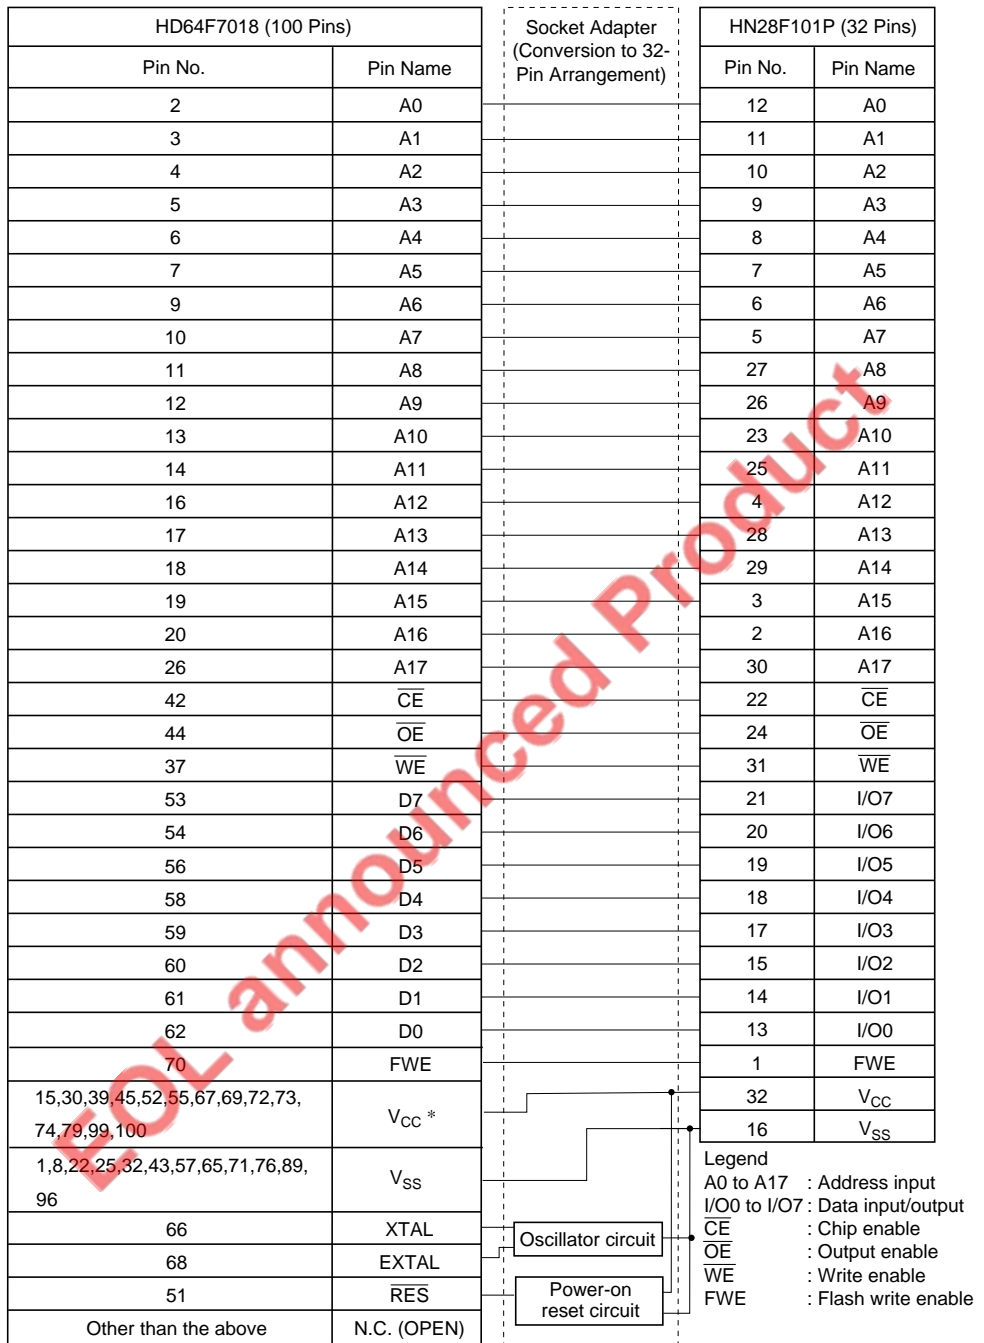 HD64F7018 (100 Pins) Socket Adapter (Conversion to 32-Pin Arrangement) HN28F101P (32 Pins)
Pin No. Pin Name Pin No. Pin Name
2 A0 12 A0
3 A1 11 A1
4 A2 10 A2
5 A3 9 A3
6 A4 8 A4
7 A5 7 A5
9 A6 6 A6
10 A7 5 A7
11 A8 27 A8
12 A9 26 A9
13 A10 23 A10
14 A11 25 A11
16 A12 4 A12
17 A13 28 A13
18 A14 29 A14
19 A15 3 A15
20 A16 2 A16
26 A17 30 A17
42 C̅E̅ 22 C̅E̅
44 O̅E̅ 24 O̅E̅
37 W̅E̅ 31 W̅E̅
53 D7 21 I/O7
54 D6 20 I/O6
56 D5 19 I/O5
58 D4 18 I/O4
59 D3 17 I/O3
60 D2 15 I/O2
61 D1 14 I/O1
62 D0 13 I/O0
70 FWE 1 FWE
15,30,39,45,52,55,67,69,72,73,
74,79,99,100 VCC * 32 VCC
1,8,22,25,32,43,57,65,71,76,89,
96 VSS 16 VSS
66 XTAL Oscillator circuit
68 EXTAL
51 R̅E̅S̅ Power-on reset circuit
Other than the above N.C. (OPEN)
Legend
A0 to A17 : Address input
I/O0 to I/O7 : Data input/output
C̅E̅ : Chip enable
O̅E̅ : Output enable
W̅E̅ : Write enable
FWE : Flash write enable
EOL announced Product